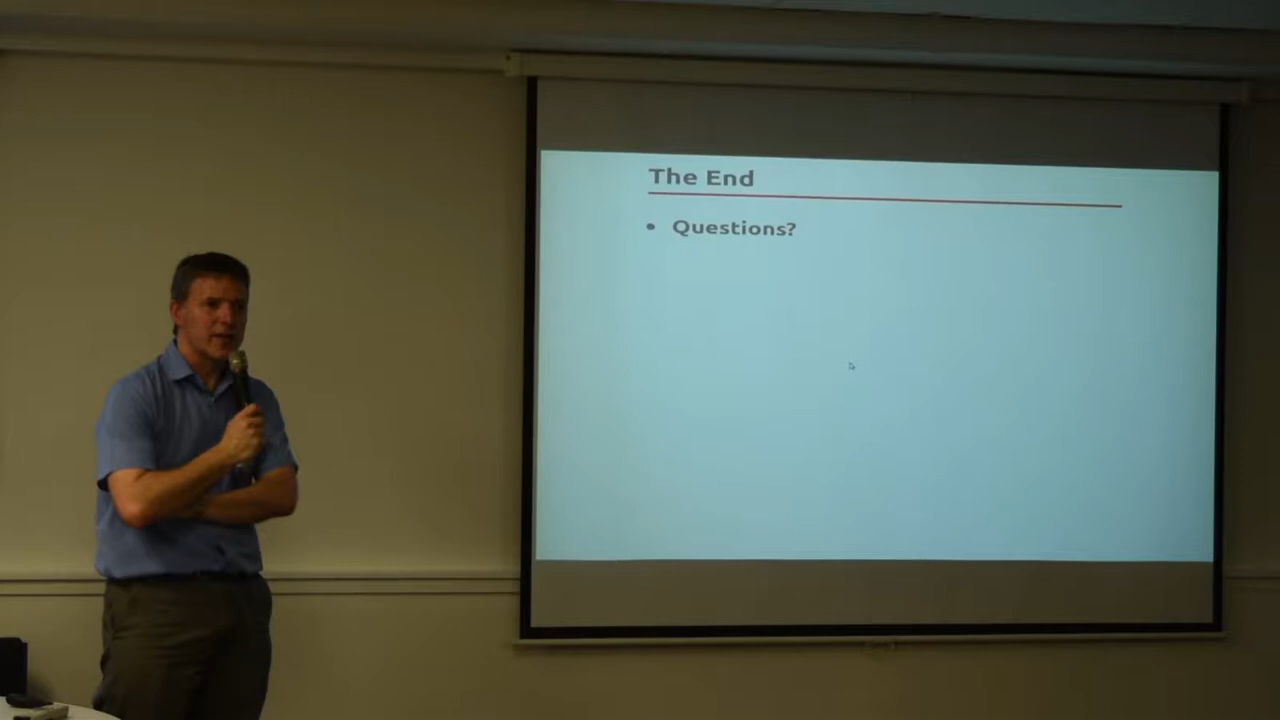 The End
• Questions?